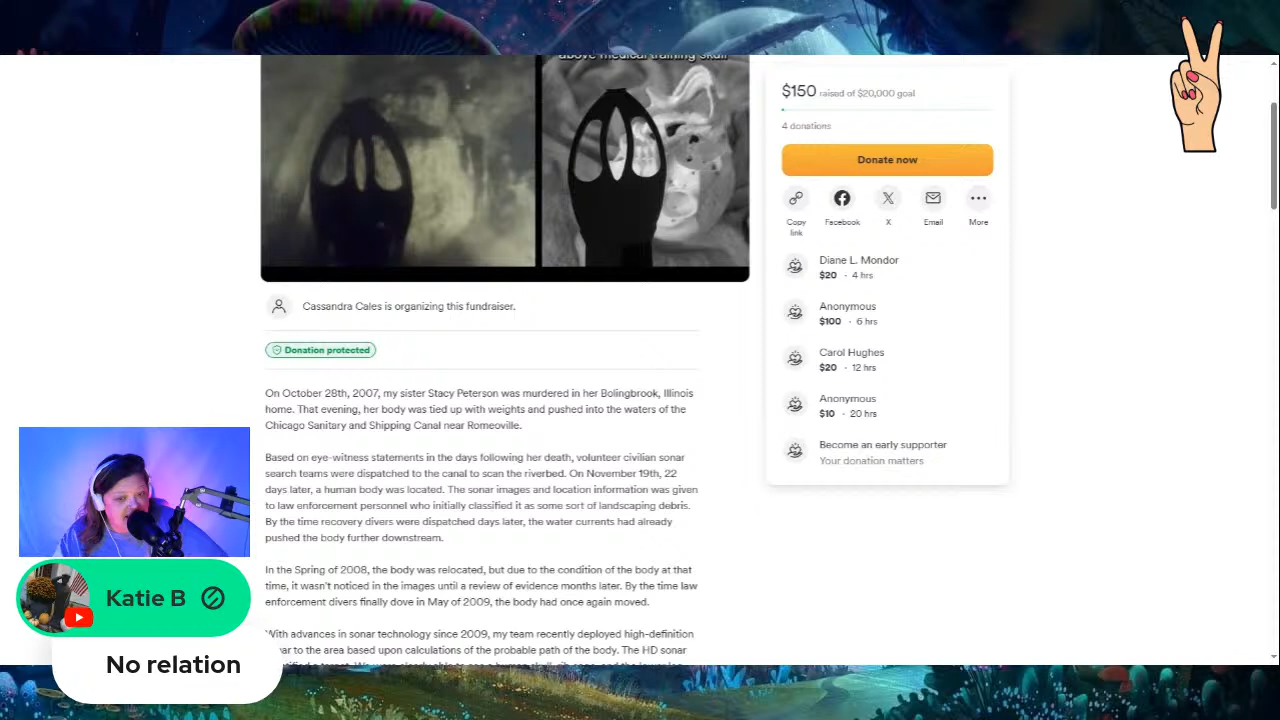 above medical training skull
$150 raised of $20,000 goal
4 donations
Donate now
Copy link
Facebook
X
Email
More
Diane L. Mondor
$20 · 4 hrs
Anonymous
$100 · 6 hrs
Carol Hughes
$20 · 12 hrs
Anonymous
$10 · 20 hrs
Become an early supporter
Your donation matters
Cassandra Cales is organizing this fundraiser.
Donation protected
On October 28th, 2007, my sister Stacy Peterson was murdered in her Bolingbrook, Illinois
home. That evening, her body was tied up with weights and pushed into the waters of the
Chicago Sanitary and Shipping Canal near Romeoville.
Based on eye-witness statements in the days following her death, volunteer civilian sonar
search teams were dispatched to the canal to scan the riverbed. On November 19th, 22
days later, a human body was located. The sonar images and location information was given
to law enforcement personnel who initially classified it as some sort of landscaping debris.
By the time recovery divers were dispatched days later, the water currents had already
pushed the body further downstream.
In the Spring of 2008, the body was relocated, but due to the condition of the body at that
time, it wasn't noticed in the images until a review of evidence months later. By the time law
enforcement divers finally dove in May of 2009, the body had once again moved.
With advances in sonar technology since 2009, my team recently deployed high-definition
to the area based upon calculations of the probable path of the body. The HD sonar
Katie B
No relation